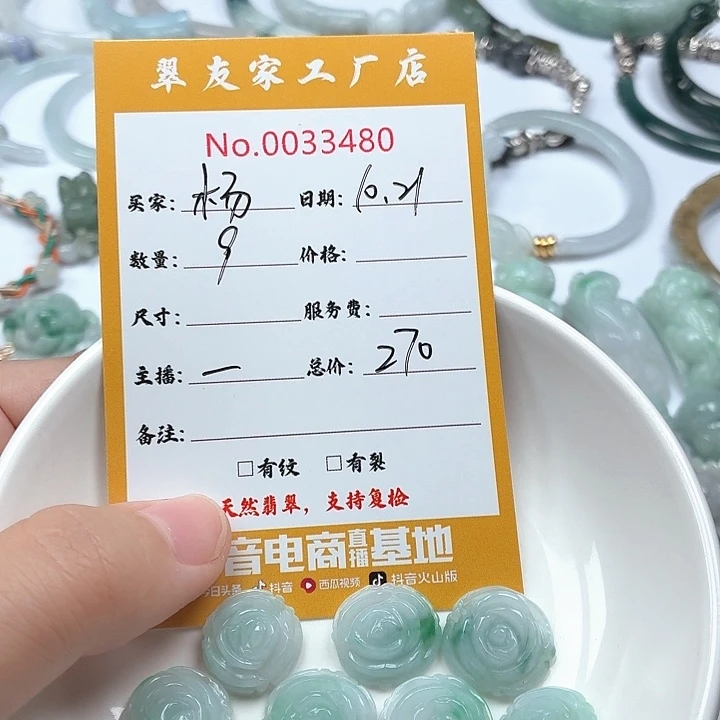 翠友家工厂店
No.0033480
买家: 杨 日期: 10.21
数量: 9 价格:
尺寸: 服务费:
主播: 一 总价: 270
备注:
□有纹 □有裂
天然翡翠，支持复检
音电商直播基地
今日头条 抖音 西瓜视频 抖音火山版